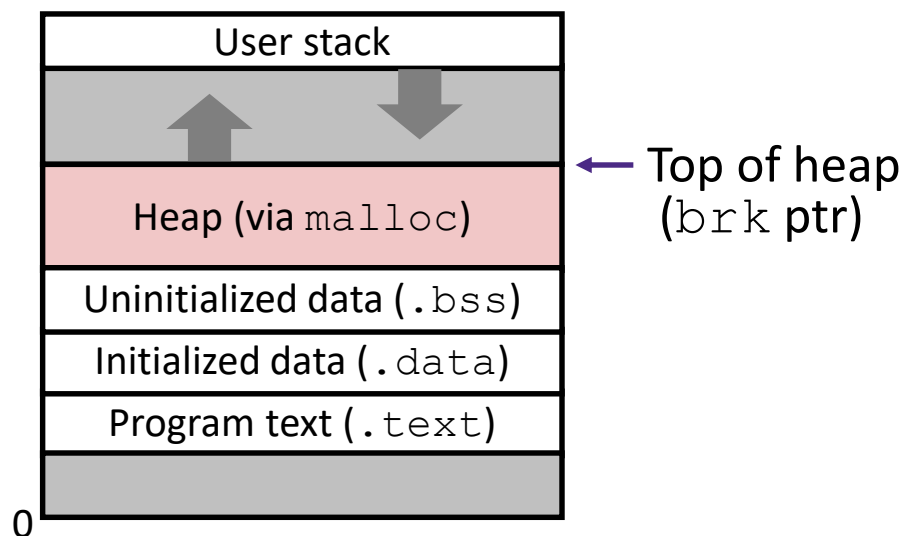 User stack
Top of heap
(brk ptr)
Heap (via malloc)
Uninitialized data (.bss)
Initialized data (.data)
Program text (.text)
0